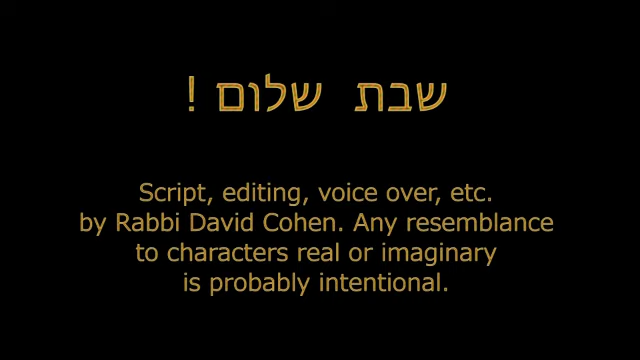 שבת שלום !
Script, editing, voice over, etc.
by Rabbi David Cohen. Any resemblance
to characters real or imaginary
is probably intentional.